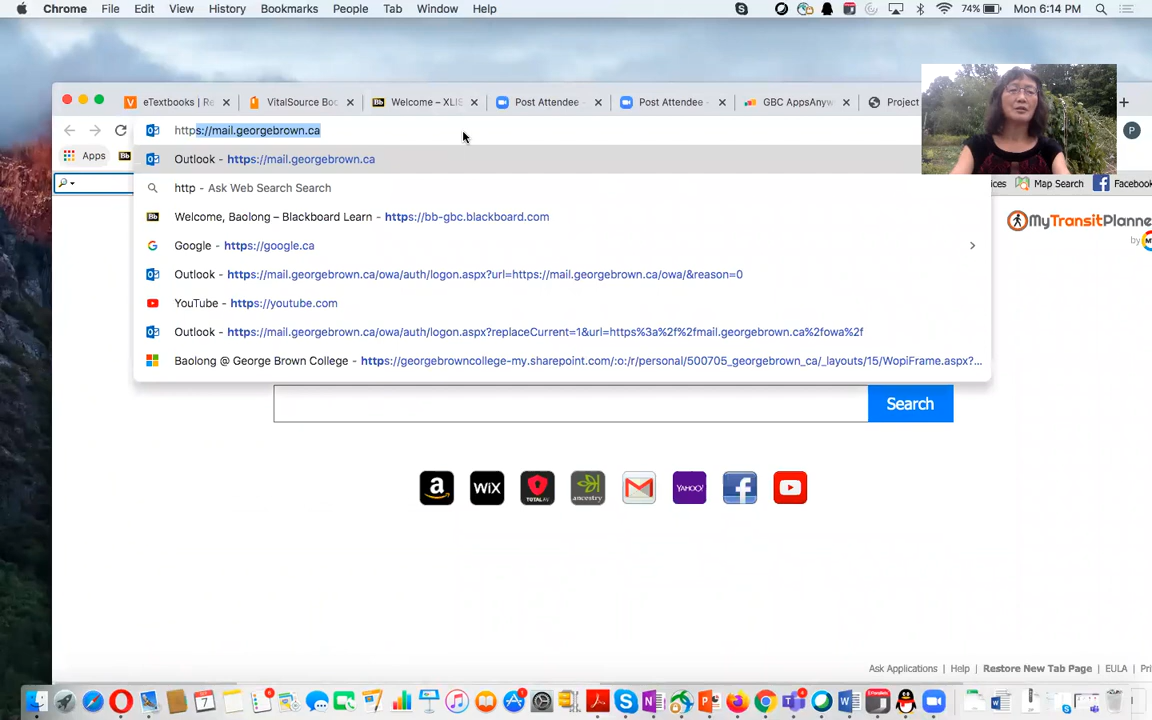 Chrome File Edit View History Bookmarks People Tab Window Help 74% Mon 6:14 PM
eTextbooks | Re VitalSource Boo Welcome – XLIS Post Attendee - Post Attendee - GBC AppsAnyw Project
https://mail.georgebrown.ca P
Apps Bb
Outlook - https://mail.georgebrown.ca
ices Map Search Facebook
http - Ask Web Search Search
Welcome, Baolong – Blackboard Learn - https://bb-gbc.blackboard.com
MyTransitPlanne
by
Google - https://google.ca
Outlook - https://mail.georgebrown.ca/owa/auth/logon.aspx?url=https://mail.georgebrown.ca/owa/&reason=0
YouTube - https://youtube.com
Outlook - https://mail.georgebrown.ca/owa/auth/logon.aspx?replaceCurrent=1&url=https%3a%2f%2fmail.georgebrown.ca%2fowa%2f
Baolong @ George Brown College - https://georgebrowncollege-my.sharepoint.com/:o:/r/personal/500705_georgebrown_ca/_layouts/15/WopiFrame.aspx?...
Search
a WiX TOTALAV ancestry YAHOO!
Ask Applications | Help | Restore New Tab Page | EULA | Pri